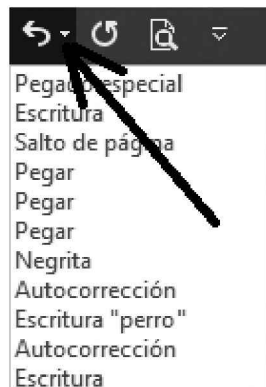 Pegado especial
Escritura
Salto de página
Pegar
Pegar
Pegar
Negrita
Autocorrección
Escritura "perro"
Autocorrección
Escritura